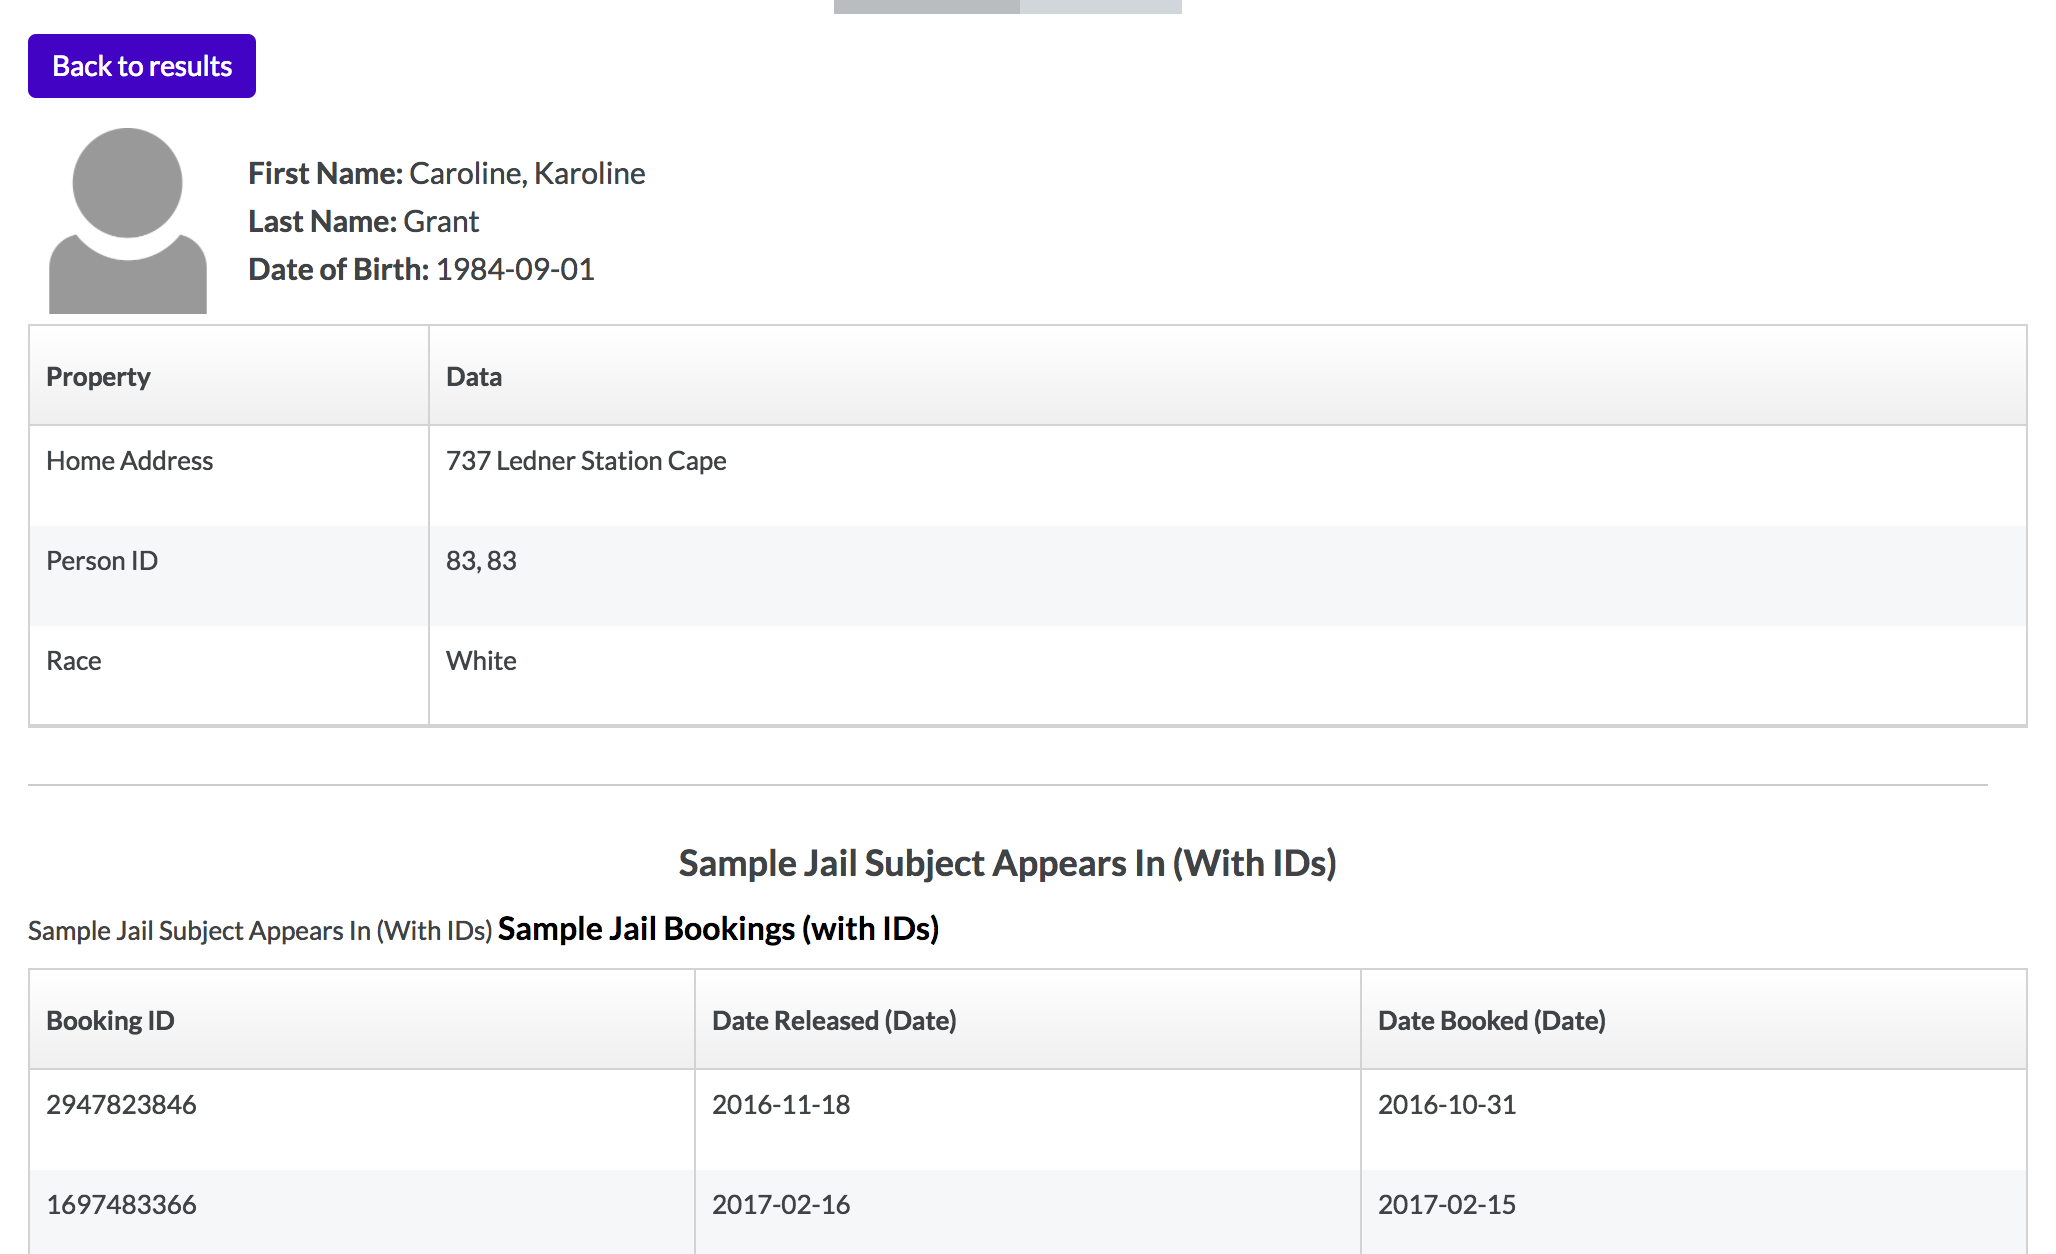 Back to results
First Name: Caroline, Karoline
Last Name: Grant
Date of Birth: 1984-09-01
Property Data
Home Address 737 Ledner Station Cape
Person ID 83, 83
Race White
Sample Jail Subject Appears In (With IDs)
Sample Jail Subject Appears In (With IDs) Sample Jail Bookings (with IDs)
Booking ID Date Released (Date) Date Booked (Date)
2947823846 2016-11-18 2016-10-31
1697483366 2017-02-16 2017-02-15